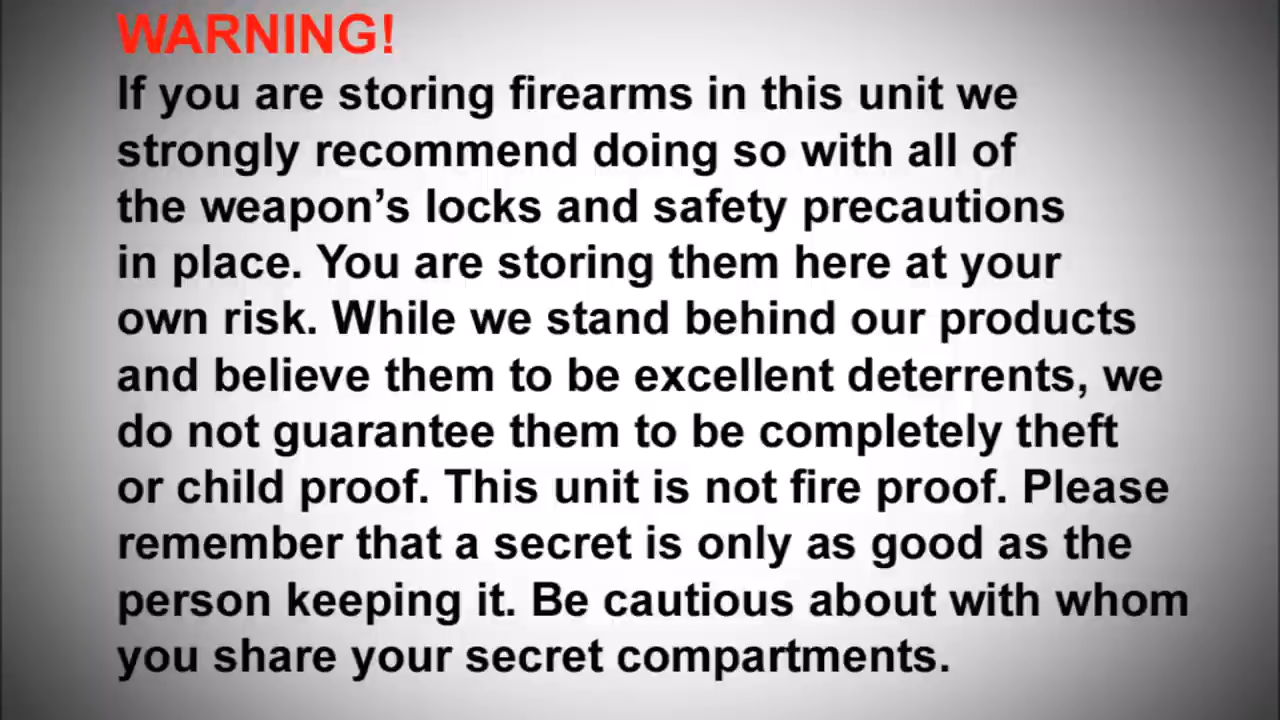 WARNING!
If you are storing firearms in this unit we
strongly recommend doing so with all of
the weapon’s locks and safety precautions
in place. You are storing them here at your
own risk. While we stand behind our products
and believe them to be excellent deterrents, we
do not guarantee them to be completely theft
or child proof. This unit is not fire proof. Please
remember that a secret is only as good as the
person keeping it. Be cautious about with whom
you share your secret compartments.